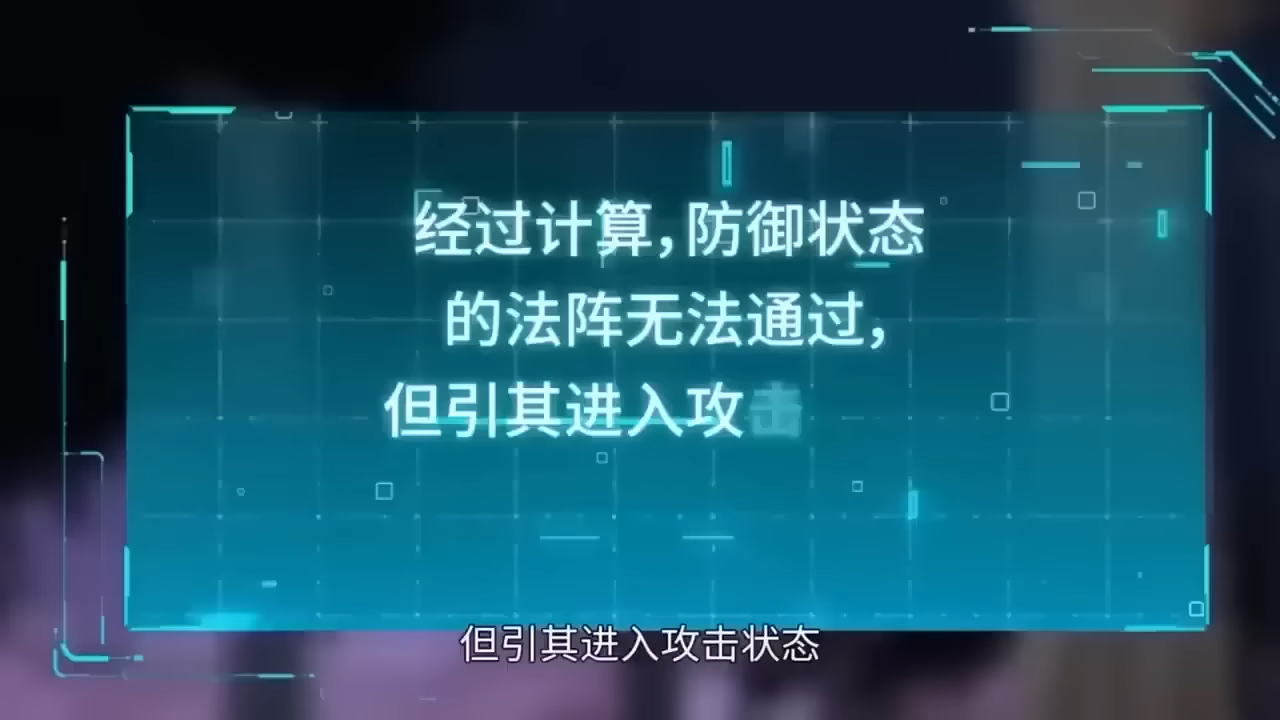 经过计算，防御状态
的法阵无法通过，
但引其进入攻击
但引其进入攻击状态